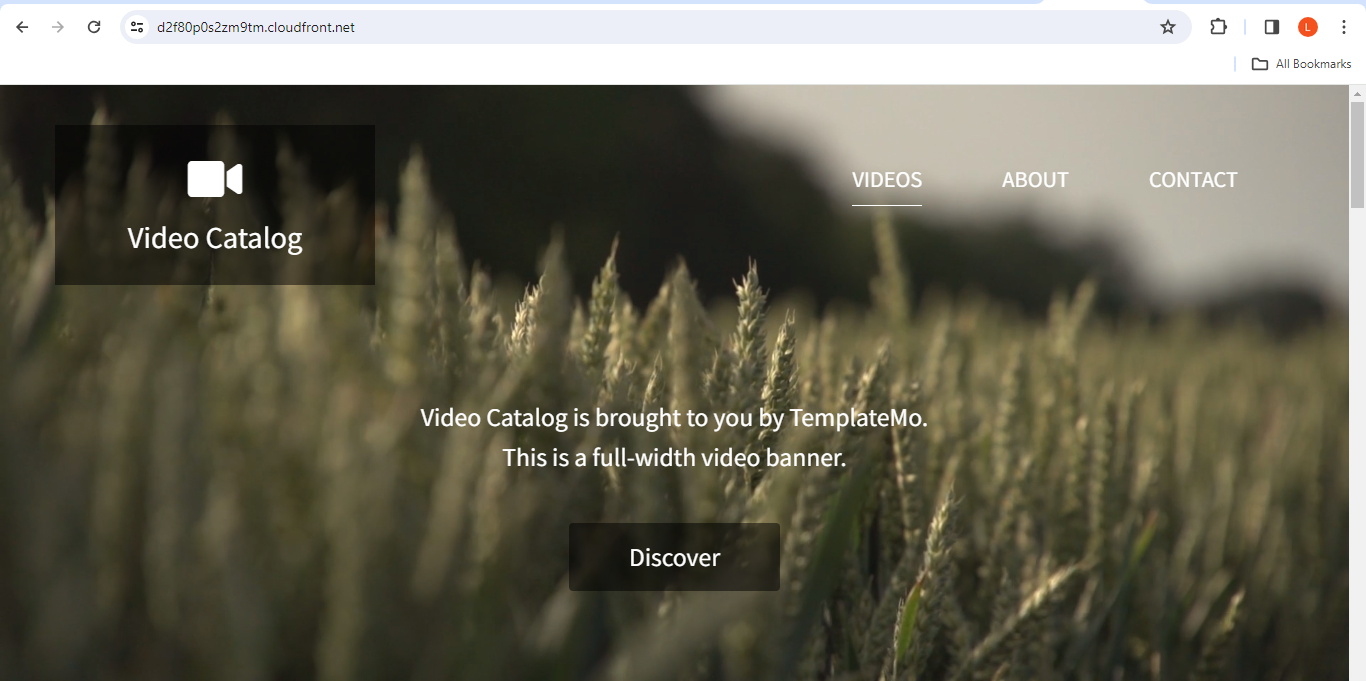 d2f80p0s2zm9tm.cloudfront.net
L
All Bookmarks
Video Catalog
VIDEOS
ABOUT
CONTACT
Video Catalog is brought to you by TemplateMo.
This is a full-width video banner.
Discover